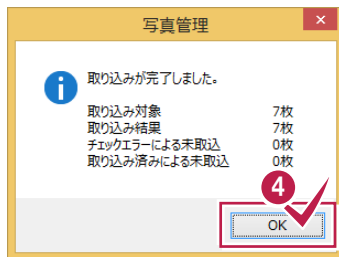 写真管理
×
取り込みが完了しました。
取り込み対象 7枚
取り込み結果 7枚
チェックエラーによる未取込 0枚
取り込み済みによる未取込 0枚
4
OK